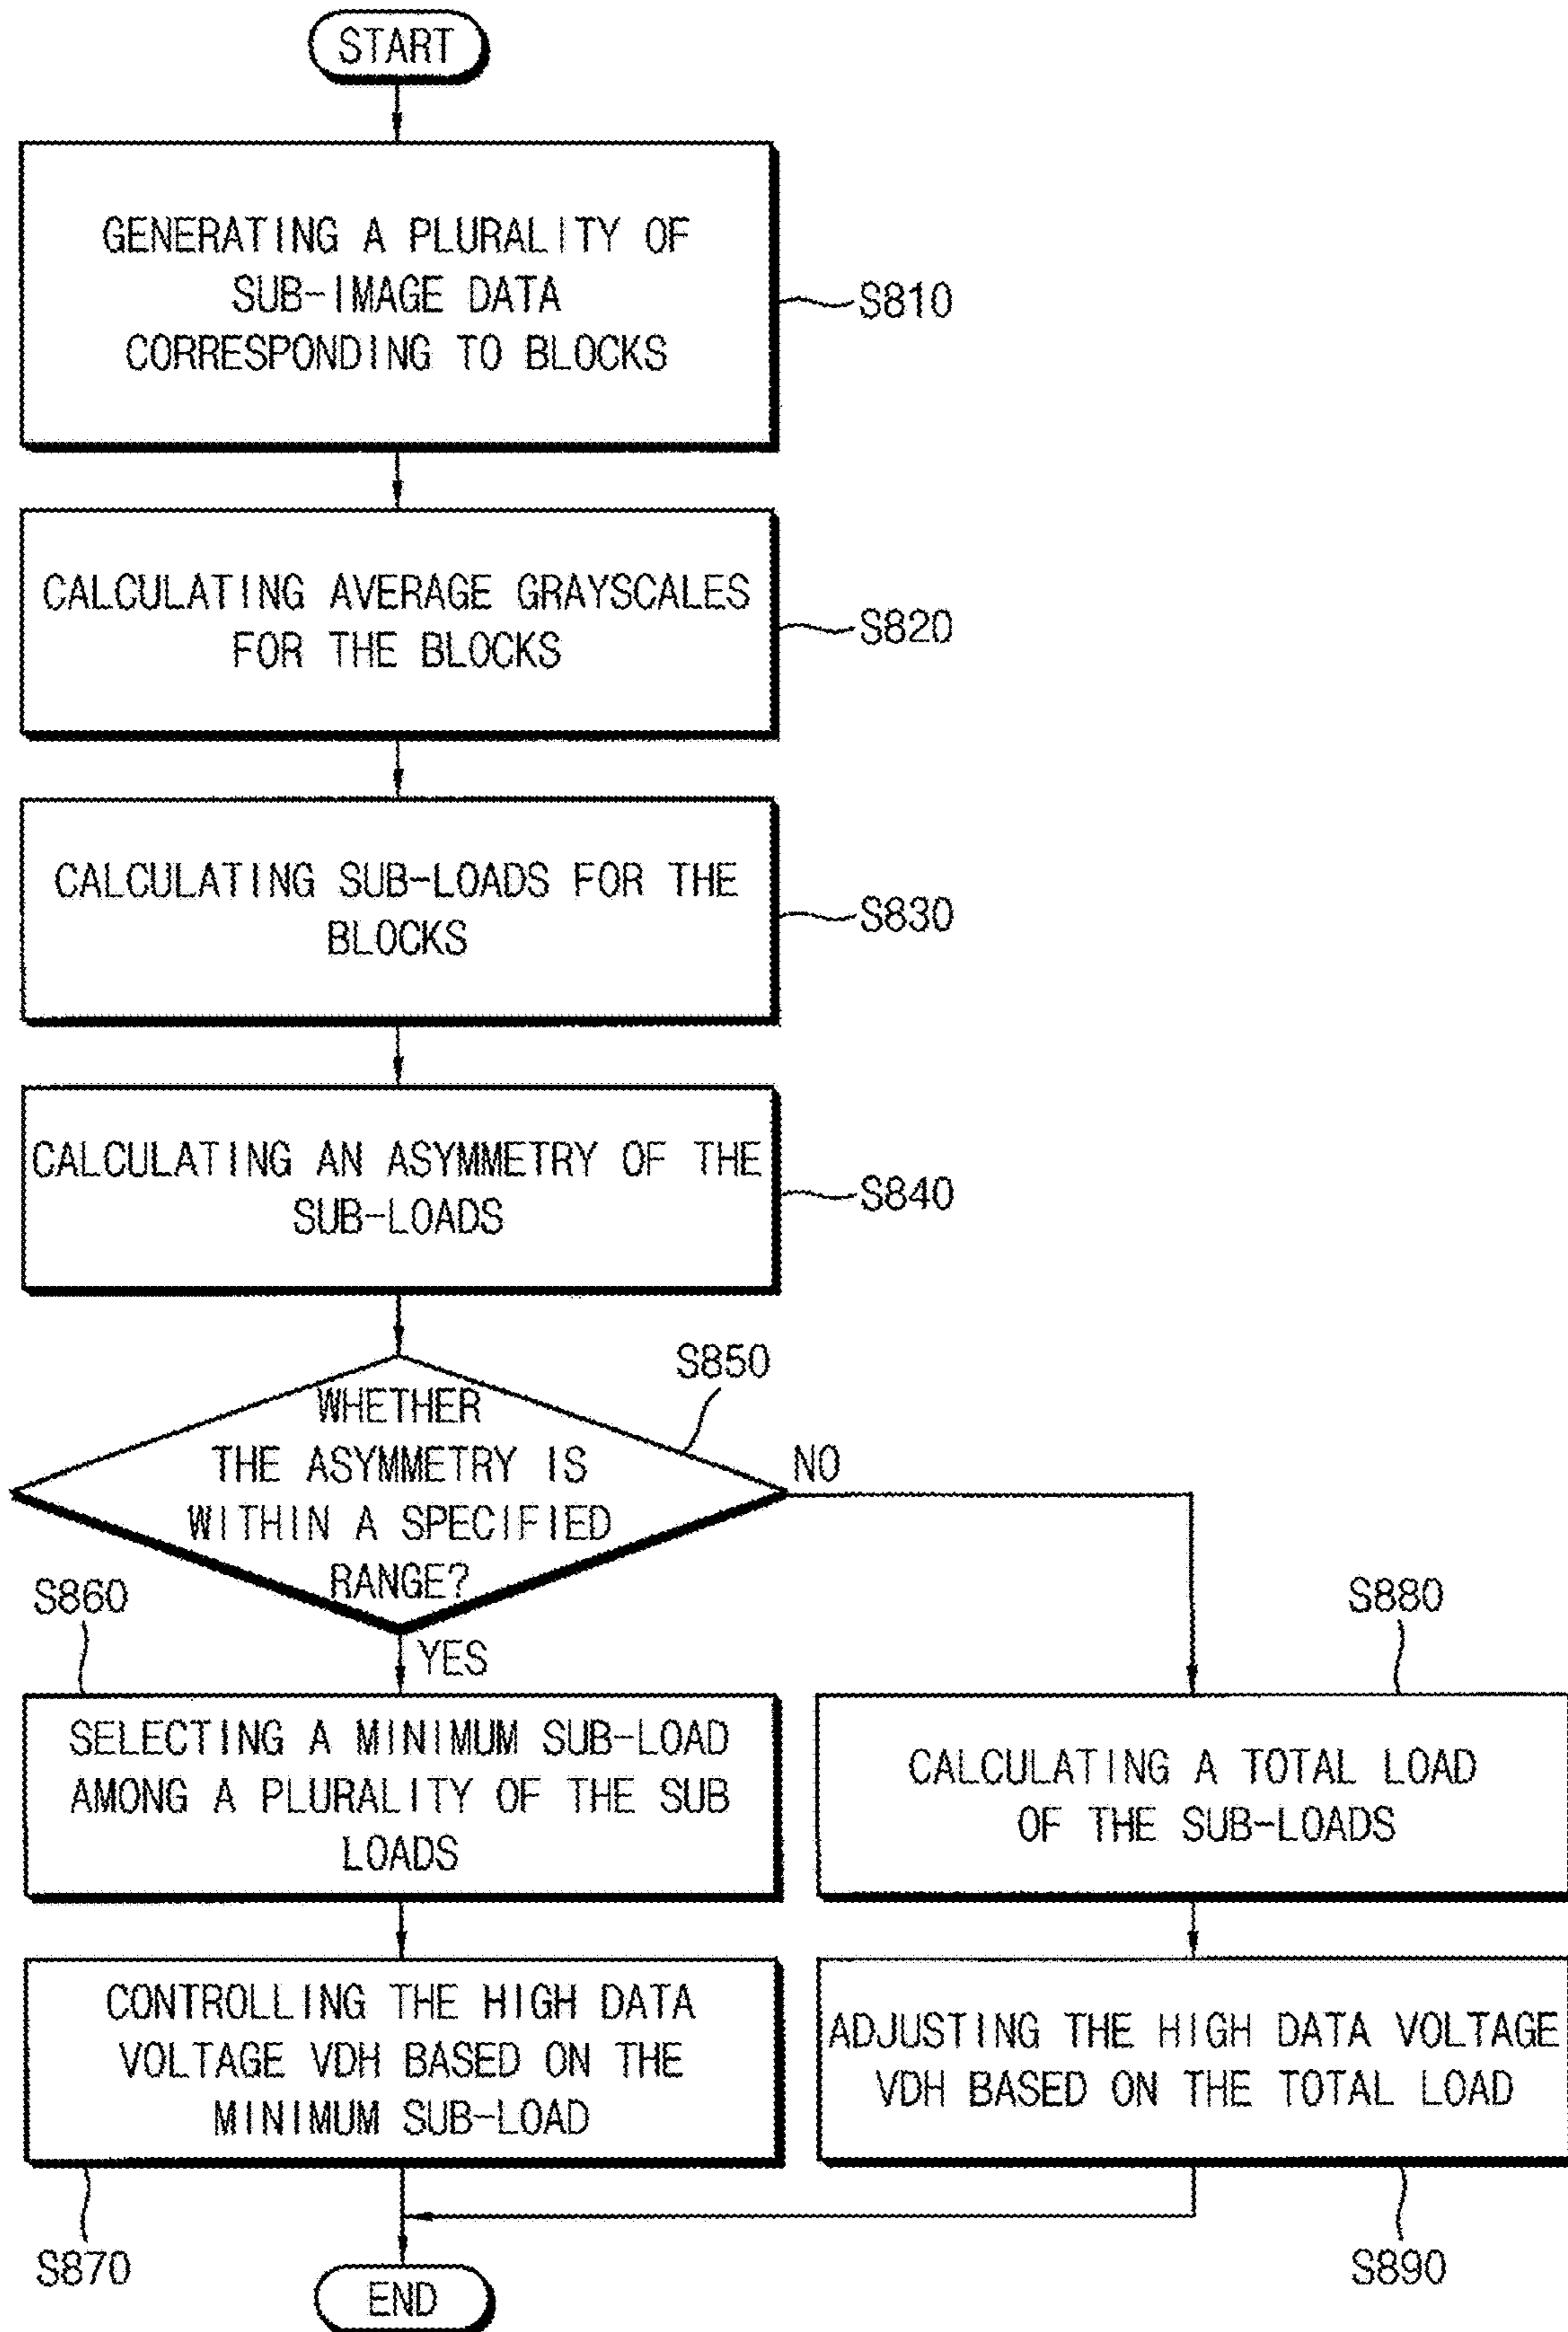 START
GENERATING A PLURALITY OF
SUB-IMAGE DATA
CORRESPONDING TO BLOCKS
S810
CALCULATING AVERAGE GRAYSCALES
FOR THE BLOCKS
S820
CALCULATING SUB-LOADS FOR THE
BLOCKS
S830
CALCULATING AN ASYMMETRY OF THE
SUB-LOADS
S840
S850
WHETHER
THE ASYMMETRY IS
WITHIN A SPECIFIED
RANGE?
NO
YES
S860
SELECTING A MINIMUM SUB-LOAD
AMONG A PLURALITY OF THE SUB
LOADS
S880
CALCULATING A TOTAL LOAD
OF THE SUB-LOADS
CONTROLLING THE HIGH DATA
VOLTAGE VDH BASED ON THE
MINIMUM SUB-LOAD
S870
ADJUSTING THE HIGH DATA VOLTAGE
VDH BASED ON THE TOTAL LOAD
S890
END